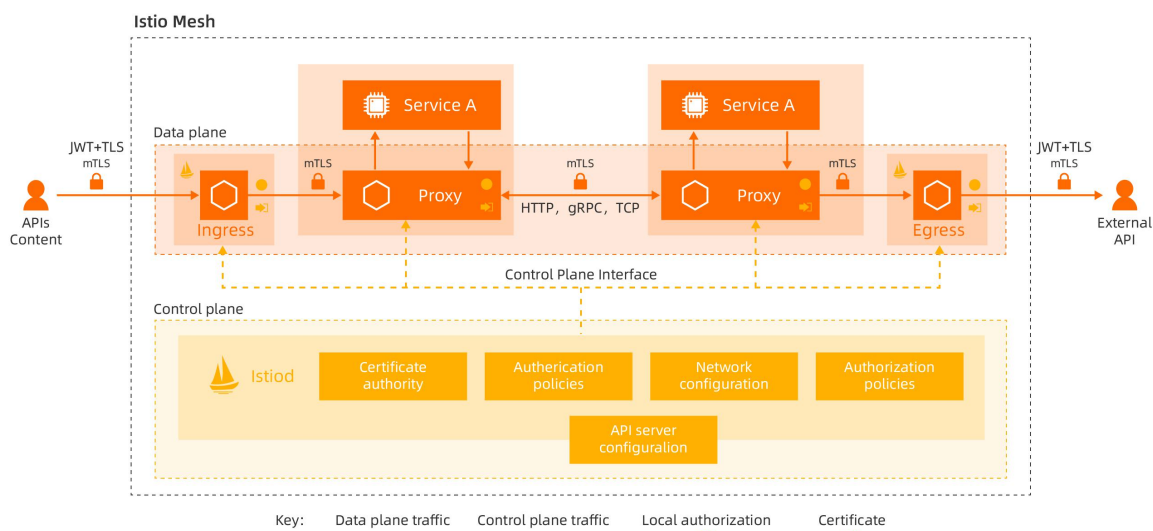 Istio Mesh
Service A
Service A
Data plane
JWT+TLS
mTLS
mTLS
mTLS
mTLS
JWT+TLS
mTLS
Proxy
Proxy
HTTP，gRPC，TCP
APIs
Content
Ingress
Egress
External
API
Control Plane Interface
Control plane
Istiod
Certificate
authority
Autherication
policies
Network
configuration
Authorization
policies
API server
configuraion
Key：
Data plane traffic
Control plane traffic
Local authorization
Certificate